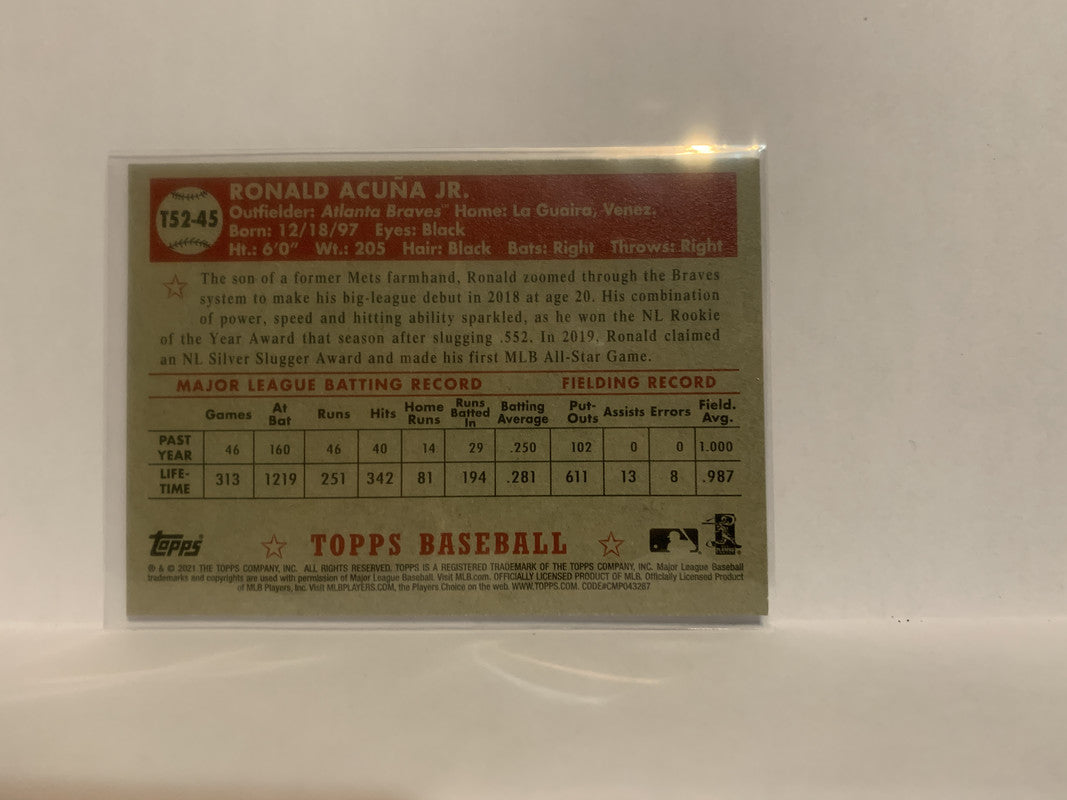 T52-45
RONALD ACUÑA JR.
Outfielder: Atlanta Braves™ Home: La Guaira, Venez.
Born: 12/18/97 Eyes: Black
Ht.: 6'0" Wt.: 205 Hair: Black Bats: Right Throws: Right
The son of a former Mets farmhand, Ronald zoomed through the Braves
system to make his big-league debut in 2018 at age 20. His combination
of power, speed and hitting ability sparkled, as he won the NL Rookie
of the Year Award that season after slugging .552. In 2019, Ronald claimed
an NL Silver Slugger Award and made his first MLB All-Star Game.
MAJOR LEAGUE BATTING RECORD FIELDING RECORD
Games At Bat Runs Hits Home Runs Runs Batted In Batting Average Put-Outs Assists Errors Field. Avg.
PAST YEAR 46 160 46 40 14 29 .250 102 0 0 1.000
LIFE-TIME 313 1219 251 342 81 194 .281 611 13 8 .987
topps TOPPS BASEBALL
® & © 2021 THE TOPPS COMPANY, INC. ALL RIGHTS RESERVED. TOPPS IS A REGISTERED TRADEMARK OF THE TOPPS COMPANY, INC. Major League Baseball
trademarks and copyrights are used with permission of Major League Baseball. Visit MLB.com. OFFICIALLY LICENSED PRODUCT OF MLB. Officially Licensed Product
of MLB Players, Inc. Visit MLBPLAYERS.COM, the Players Choice on the web. WWW.TOPPS.COM. CODE#CMP043287